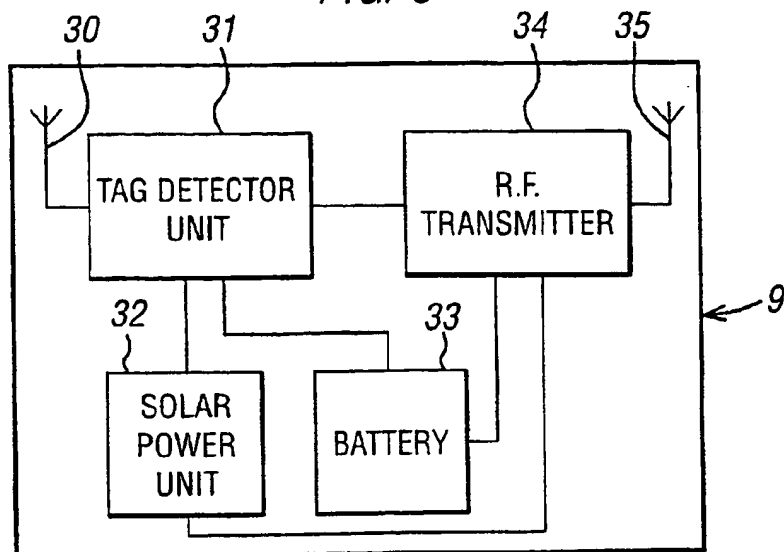 30
31
34
35
TAG DETECTOR
UNIT
R.F.
TRANSMITTER
9
32
33
SOLAR
POWER
UNIT
BATTERY